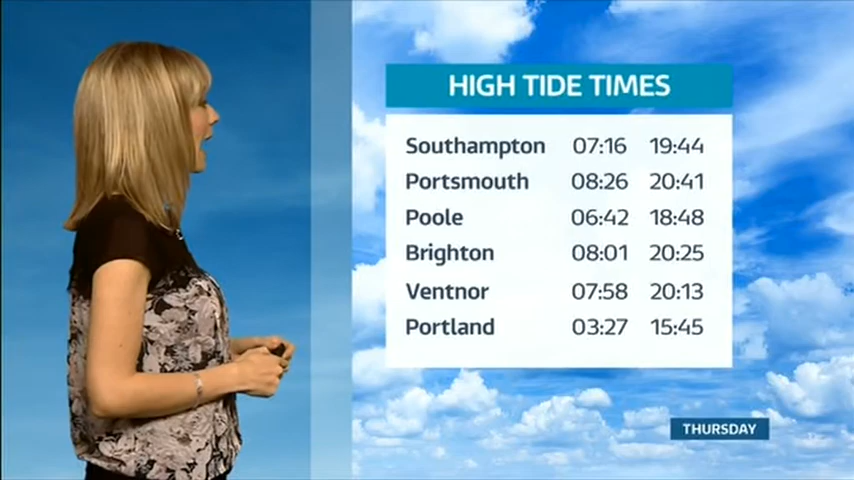 HIGH TIDE TIMES
Southampton 07:16 19:44
Portsmouth 08:26 20:41
Poole 06:42 18:48
Brighton 08:01 20:25
Ventnor 07:58 20:13
Portland 03:27 15:45
THURSDAY